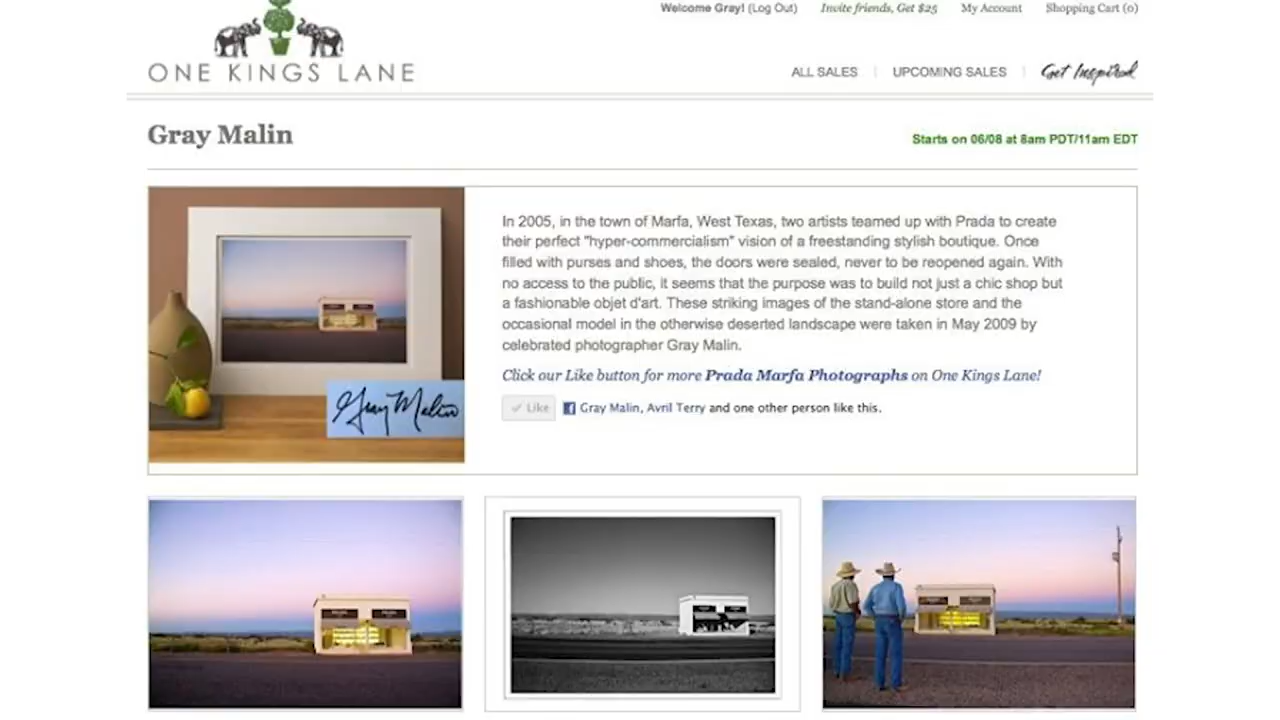 Welcome Gray! (Log Out) Invite friends, Get $25 My Account Shopping Cart (0)
ONE KINGS LANE
ALL SALES UPCOMING SALES Get Inspired
Gray Malin
Starts on 06/08 at 8am PDT/11am EDT
In 2005, in the town of Marfa, West Texas, two artists teamed up with Prada to create
their perfect "hyper-commercialism" vision of a freestanding stylish boutique. Once
filled with purses and shoes, the doors were sealed, never to be reopened again. With
no access to the public, it seems that the purpose was to build not just a chic shop but
a fashionable objet d'art. These striking images of the stand-alone store and the
occasional model in the otherwise deserted landscape were taken in May 2009 by
celebrated photographer Gray Malin.
Click our Like button for more Prada Marfa Photographs on One Kings Lane!
Like Gray Malin, Avril Terry and one other person like this.
Gray Malin